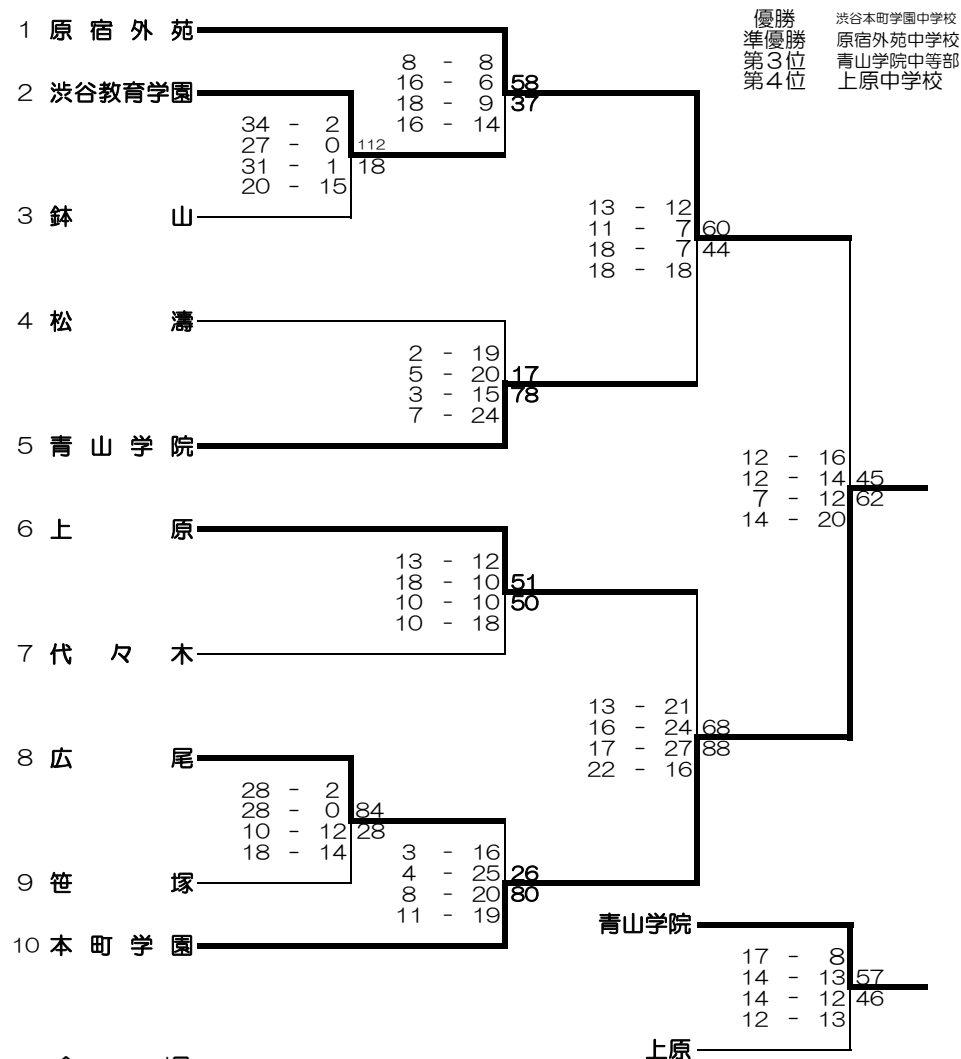 優勝 渋谷本町学園中学校
準優勝 原宿外苑中学校
第3位 青山学院中等部
第4位 上原中学校
1 原宿外苑
8 - 8
16 - 6
18 - 9
16 - 14
58
37
2 渋谷教育学園
34 - 2
27 - 0
31 - 1
20 - 15
112
18
3 鉢山
13 - 12
11 - 7
18 - 7
18 - 18
60
44
4 松濤
2 - 19
5 - 20
3 - 15
7 - 24
17
78
5 青山学院
12 - 16
12 - 14
7 - 12
14 - 20
45
62
6 上原
13 - 12
18 - 10
10 - 10
10 - 18
51
50
7 代々木
13 - 21
16 - 24
17 - 27
22 - 16
68
88
8 広尾
28 - 2
28 - 0
10 - 12
18 - 14
84
28
9 笹塚
3 - 16
4 - 25
8 - 20
11 - 19
26
80
10 本町学園
青山学院
17 - 8
14 - 13
14 - 12
12 - 13
57
46
上原